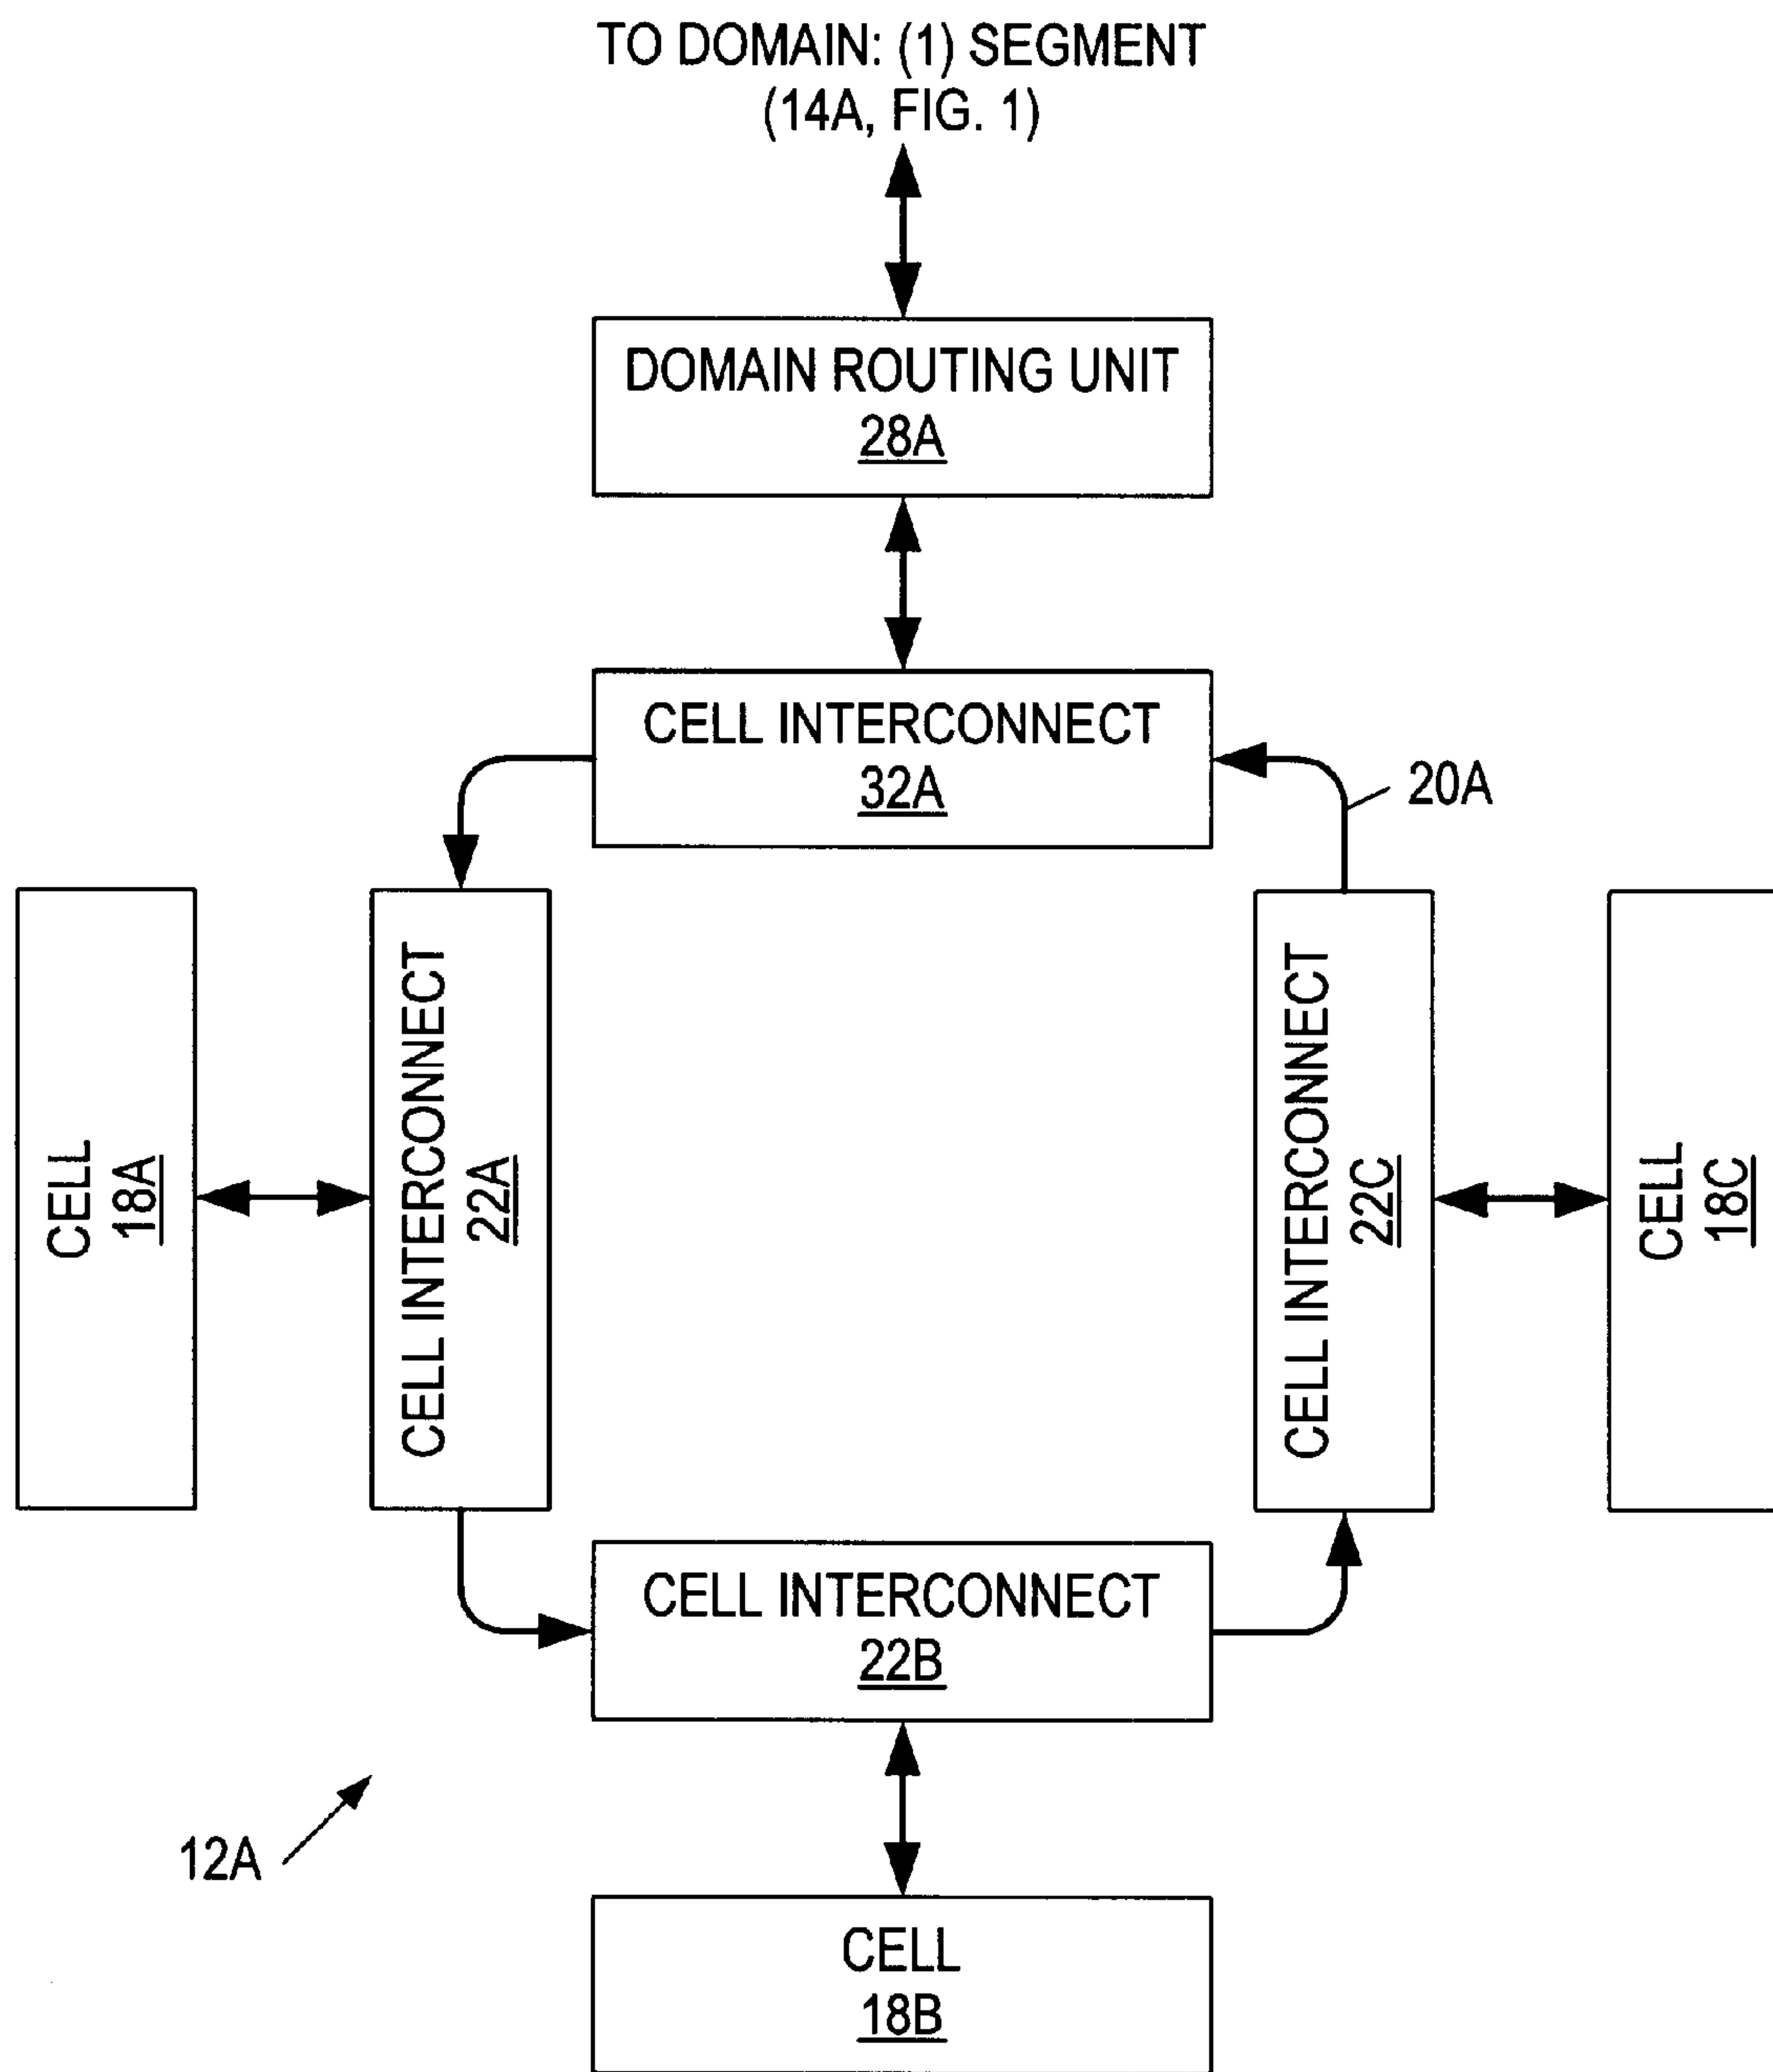 TO DOMAIN: (1) SEGMENT
(14A, FIG. 1)
DOMAIN ROUTING UNIT
28A
CELL INTERCONNECT
32A
20A
CELL
18A
CELL INTERCONNECT
22A
CELL INTERCONNECT
22C
CELL
18C
CELL INTERCONNECT
22B
12A
CELL
18B